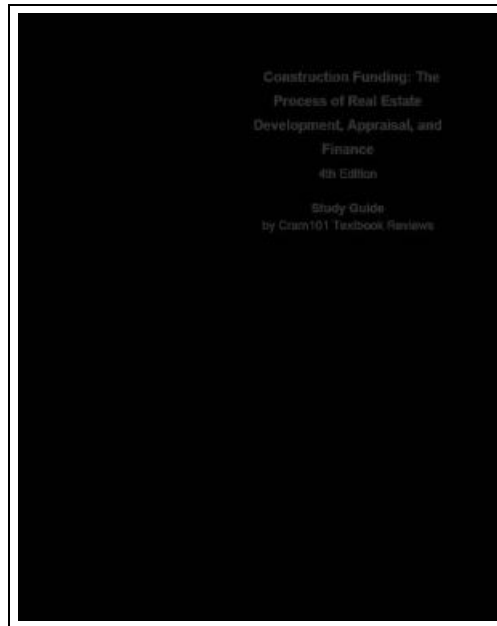 Construction Funding: The
Process of Real Estate
Development, Appraisal, and
Finance
4th Edition
Study Guide
by Cram101 Textbook Reviews